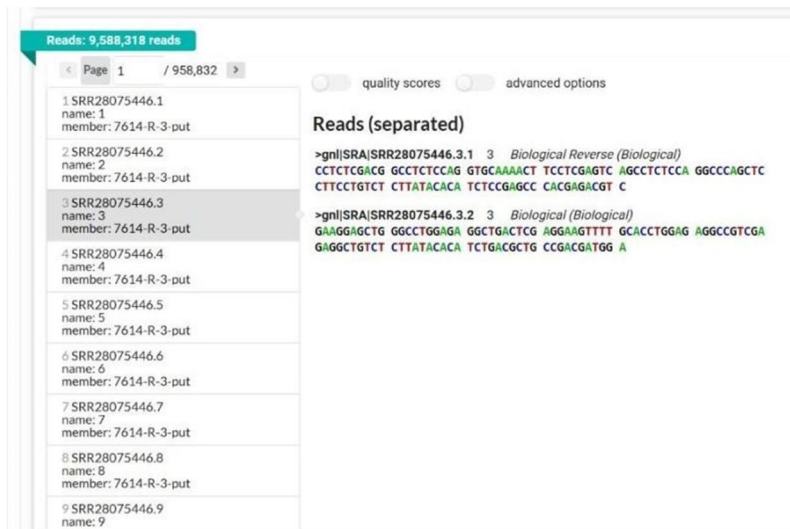 Reads: 9,588,318 reads
< Page 1 / 958,832 >
1 SRR28075446.1
name: 1
member: 7614-R-3-put
2 SRR28075446.2
name: 2
member: 7614-R-3-put
3 SRR28075446.3
name: 3
member: 7614-R-3-put
4 SRR28075446.4
name: 4
member: 7614-R-3-put
5 SRR28075446.5
name: 5
member: 7614-R-3-put
6 SRR28075446.6
name: 6
member: 7614-R-3-put
7 SRR28075446.7
name: 7
member: 7614-R-3-put
8 SRR28075446.8
name: 8
member: 7614-R-3-put
9 SRR28075446.9
name: 9
quality scores advanced options
Reads (separated)
>gnl|SRA|SRR28075446.3.1 3 Biological Reverse (Biological)
CCTCTCGACG GCCTCTCCAG GTGCAAAACT TCCTCGAGTC AGCCTCTCCA GGCCCAGCTC
CTTCCTGTCT CTTATACACA TCTCCGAGCC CACGAGACGT C
>gnl|SRA|SRR28075446.3.2 3 Biological (Biological)
GAAGGAGCTG GGCCTGGAGA GGCTGACTCG AGGAAGTTTT GCACCTGGAG AGGCCGTCGA
GAGGCTGTCT CTTATACACA TCTGACGCTG CCGACGATGG A